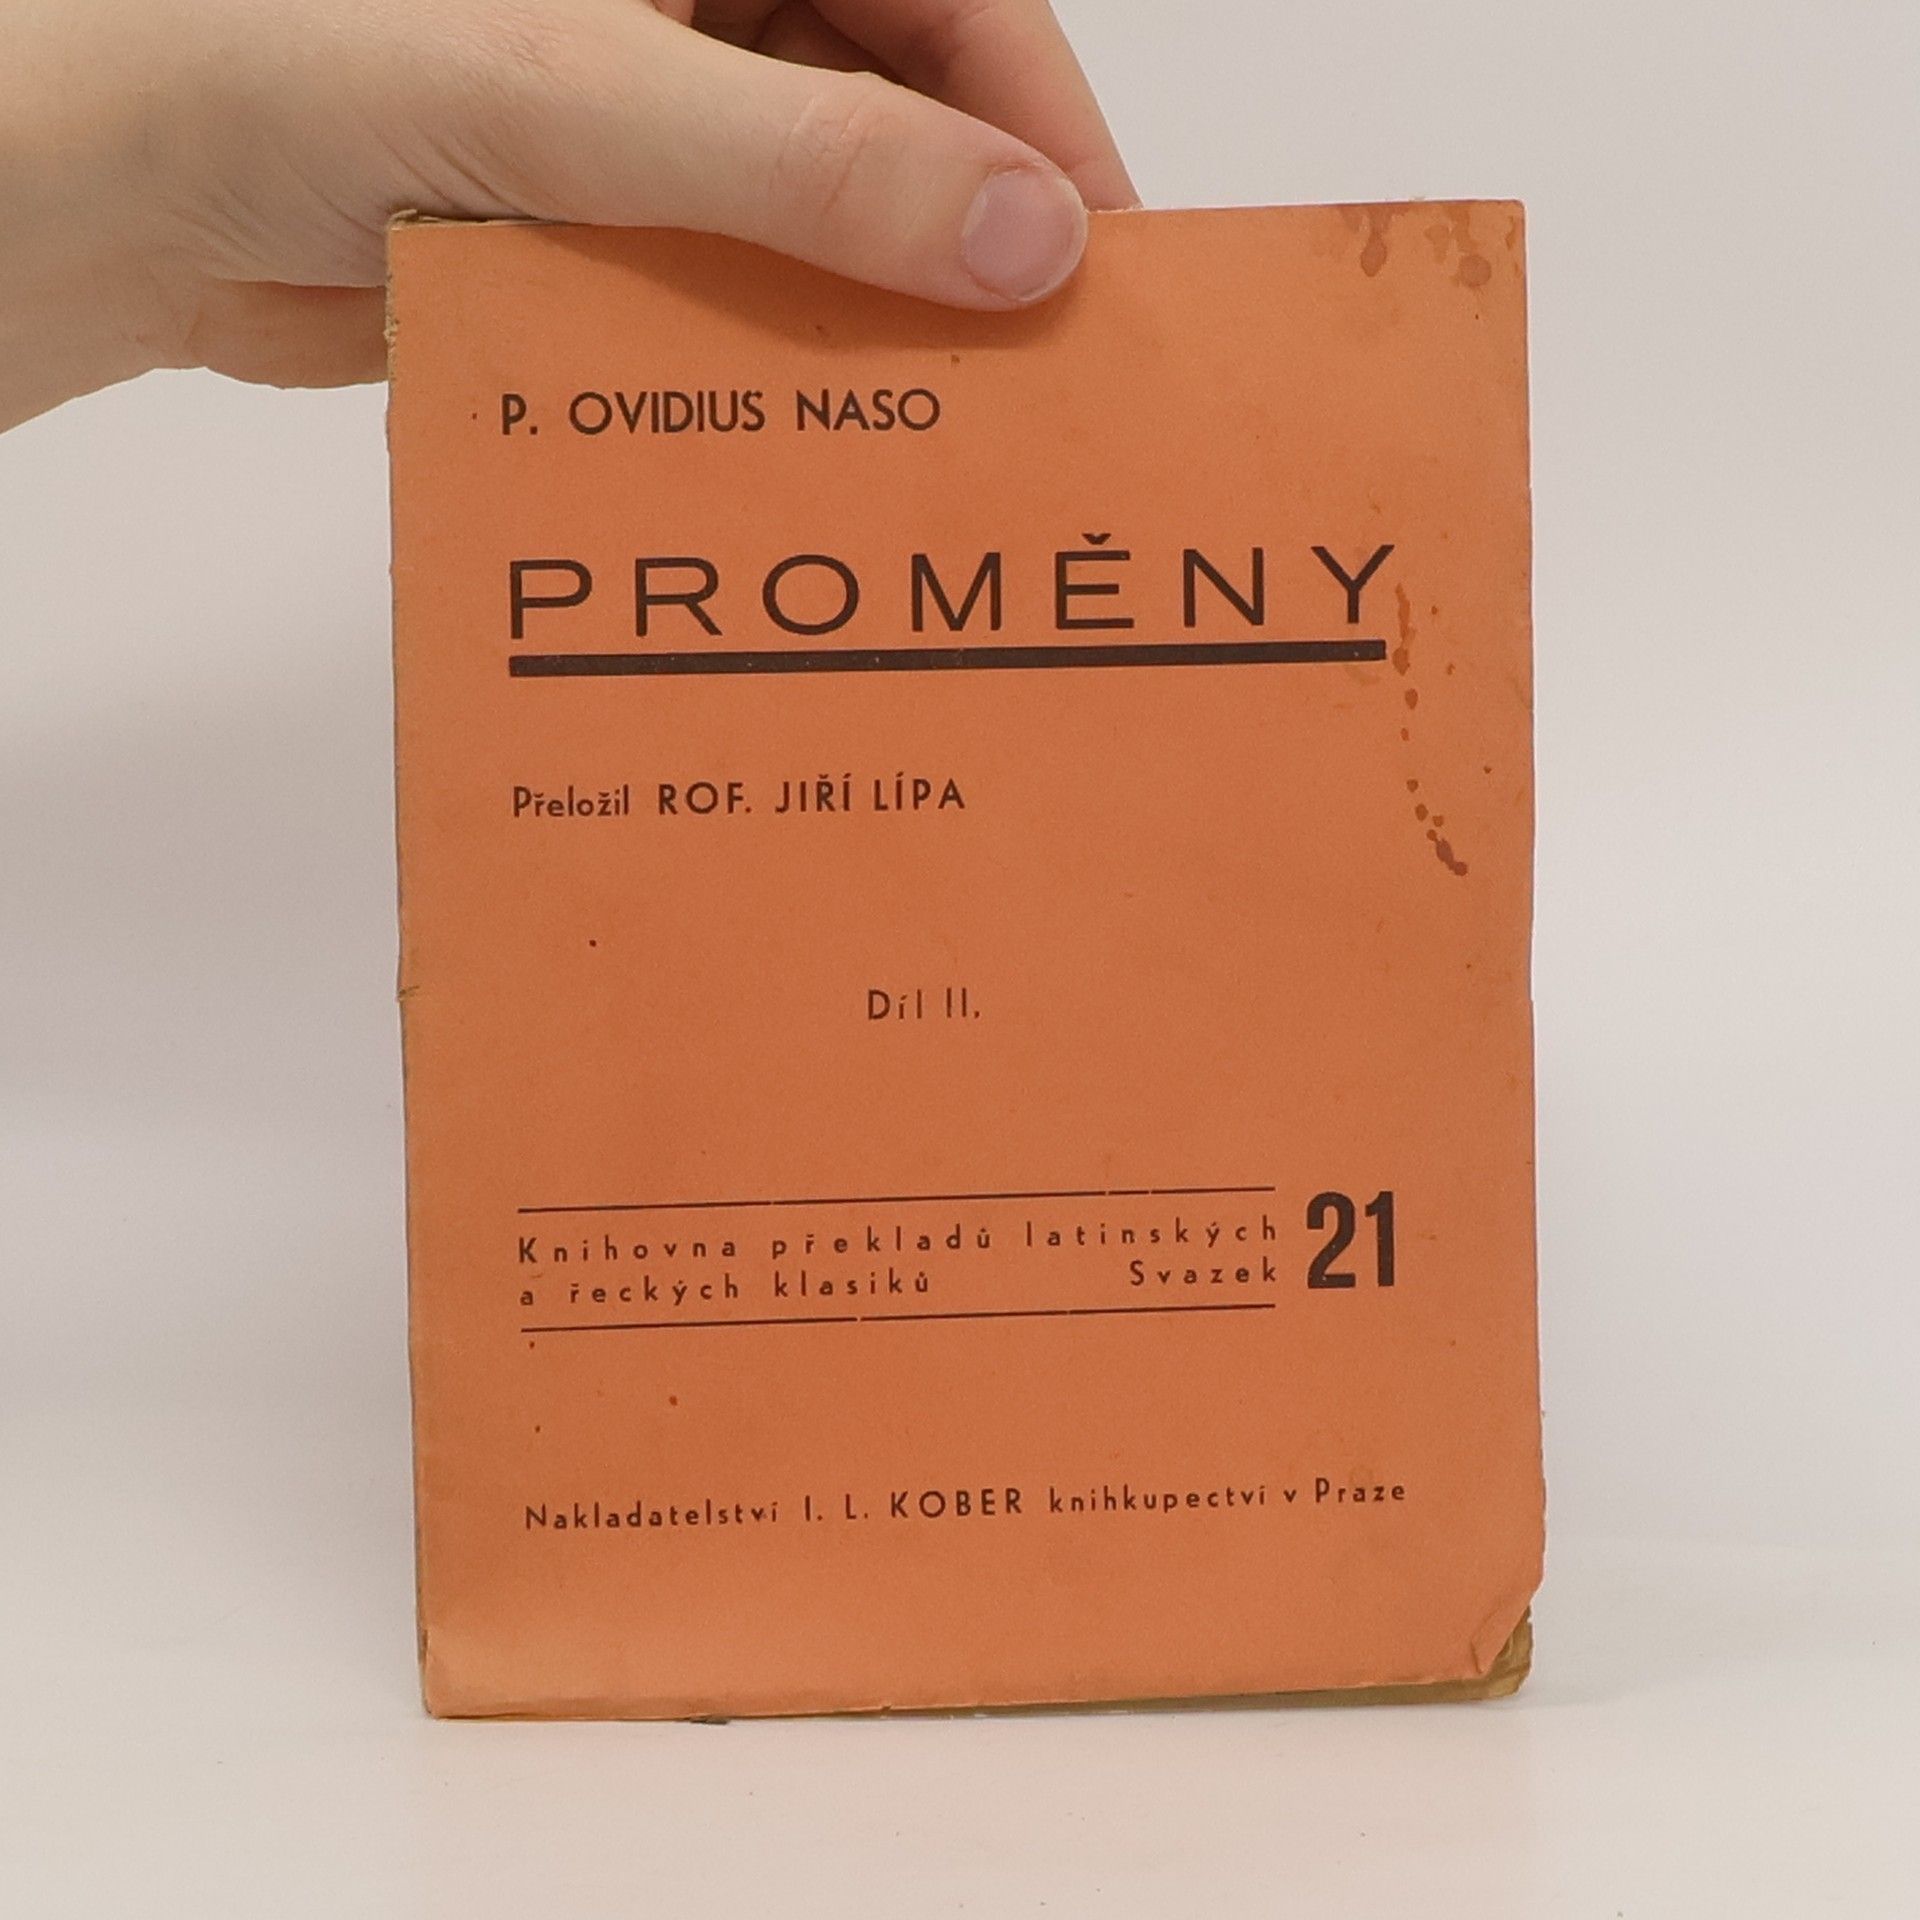 P. OVIDIUS NASO
PROMĚNY
Přeložil ROF. JIŘÍ LÍPA
Díl II.
Knihovna překladů latinských
a řeckých klasiků Svazek 21
Nakladatelství I. L. KOBER knihkupectví v Praze